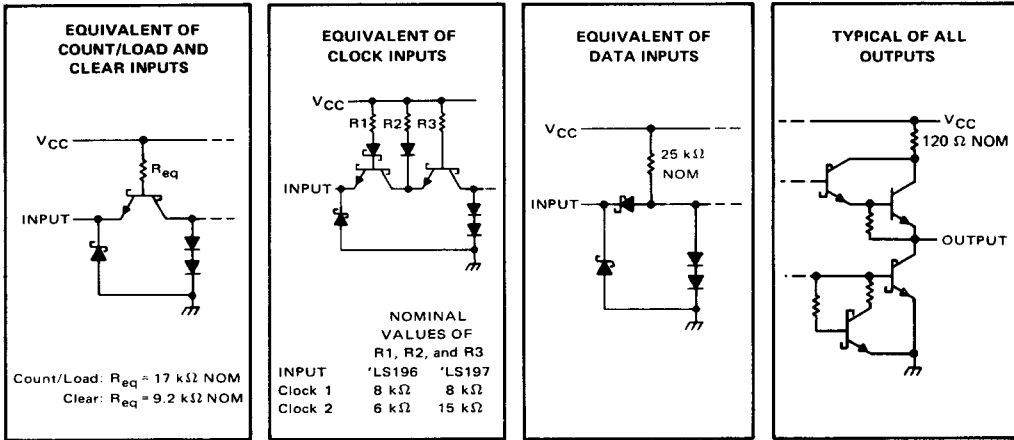 EQUIVALENT OF
COUNT/LOAD AND
CLEAR INPUTS
VCC
Req
INPUT
Count/Load: Req = 17 kΩ NOM
Clear: Req = 9.2 kΩ NOM
EQUIVALENT OF
CLOCK INPUTS
VCC
R1 R2 R3
INPUT
NOMINAL
VALUES OF
R1, R2, and R3
INPUT 'LS196 'LS197
Clock 1 8 kΩ 8 kΩ
Clock 2 6 kΩ 15 kΩ
EQUIVALENT OF
DATA INPUTS
VCC
25 kΩ
NOM
INPUT
TYPICAL OF ALL
OUTPUTS
VCC
120 Ω NOM
OUTPUT